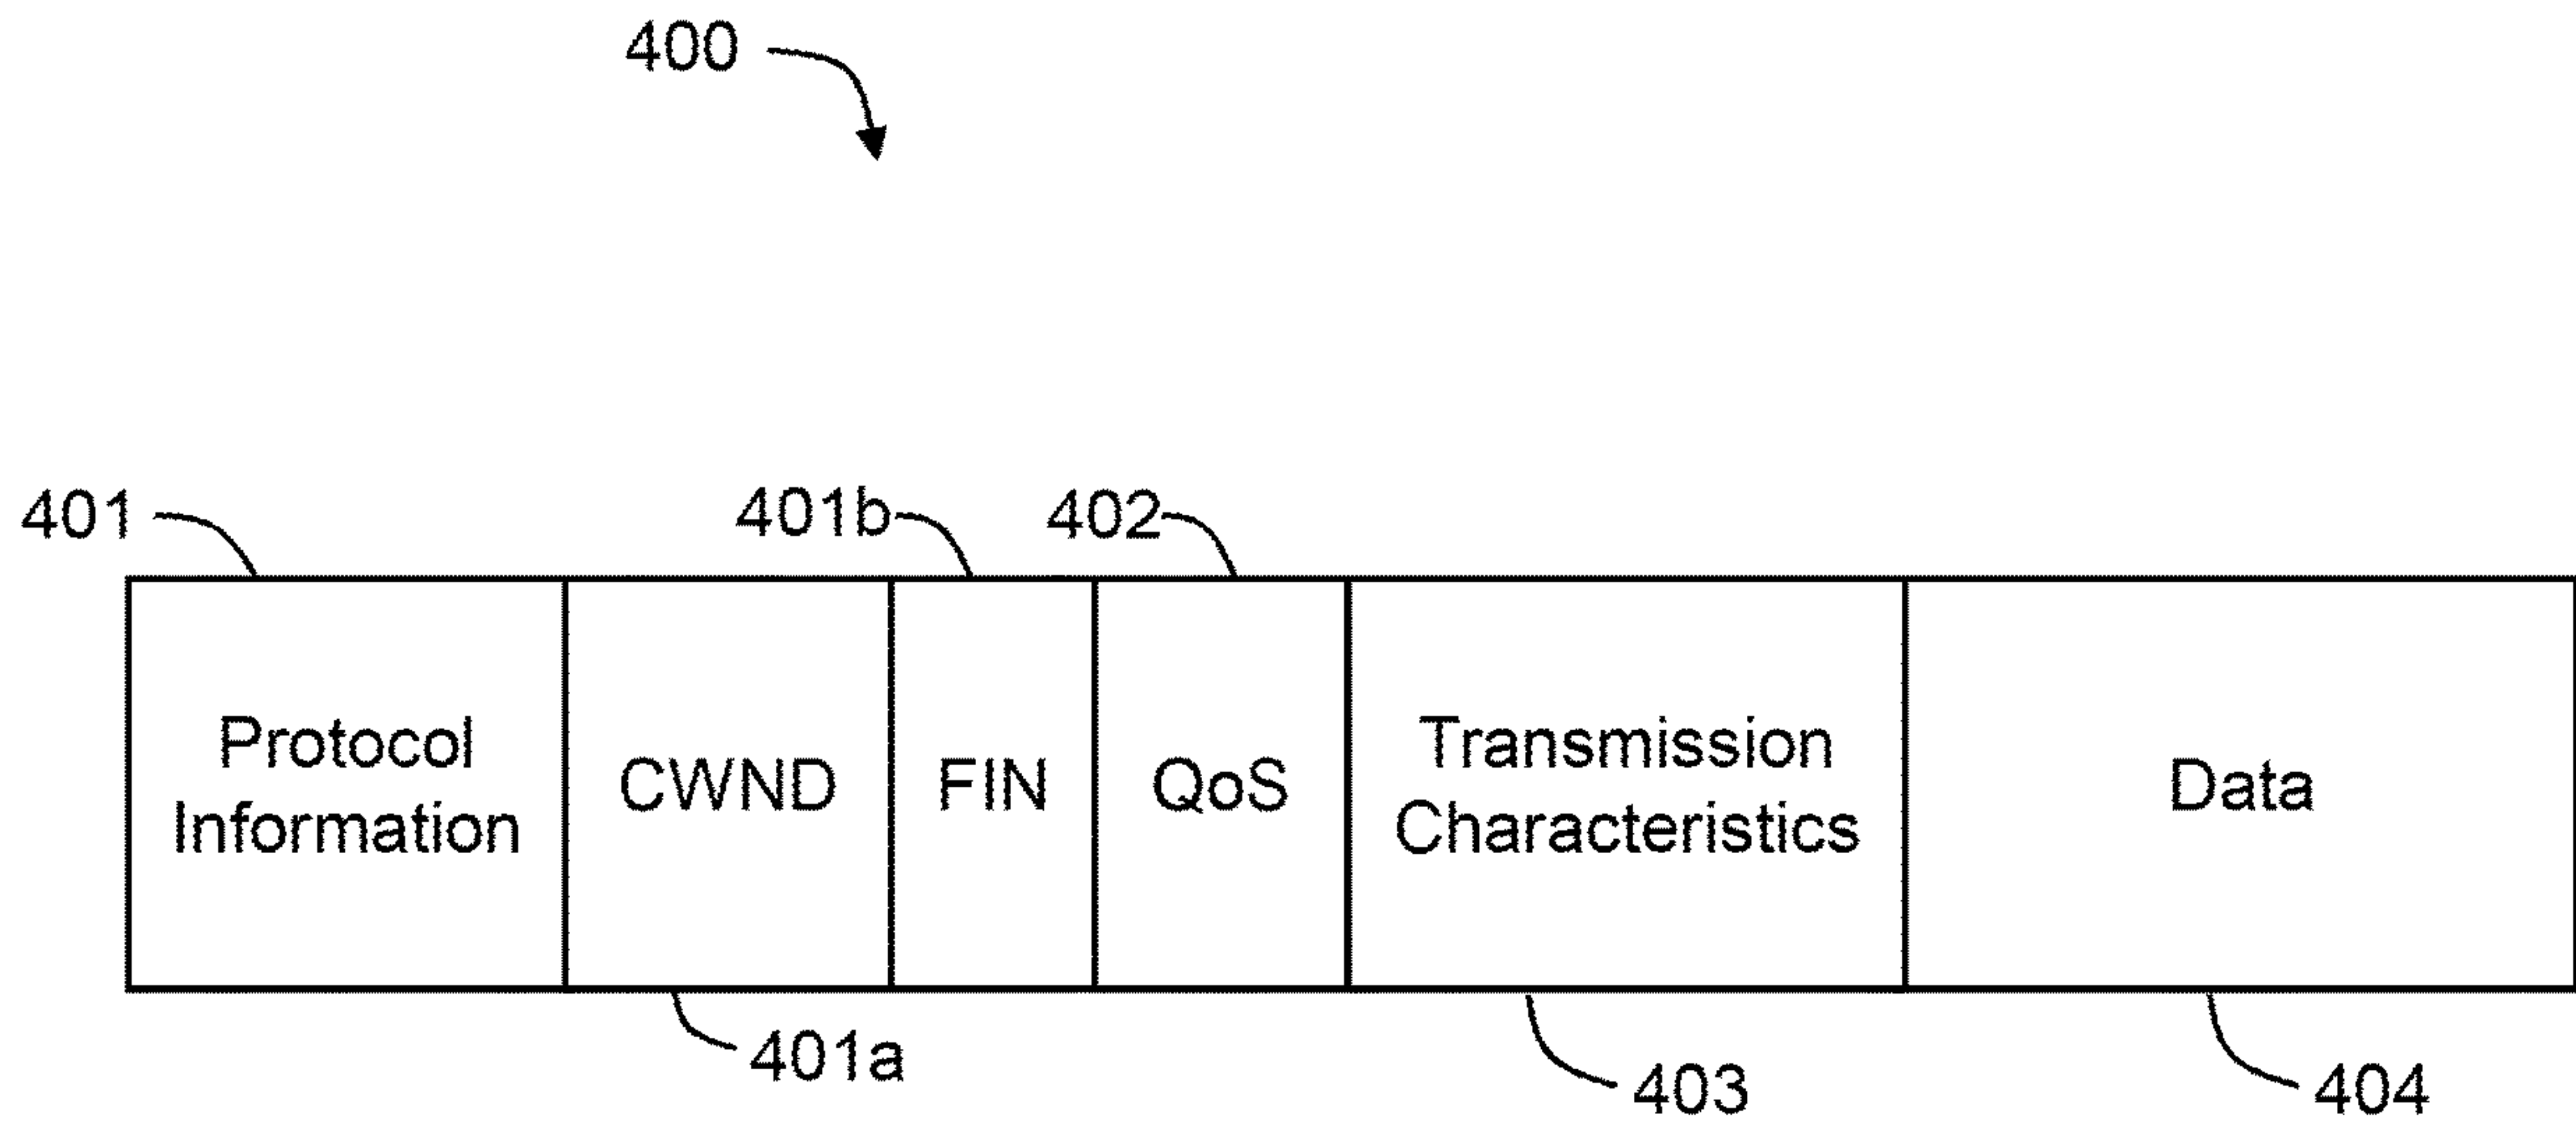 400
401
401b
402
Protocol
Information
CWND
FIN
QoS
Transmission
Characteristics
Data
401a
403
404